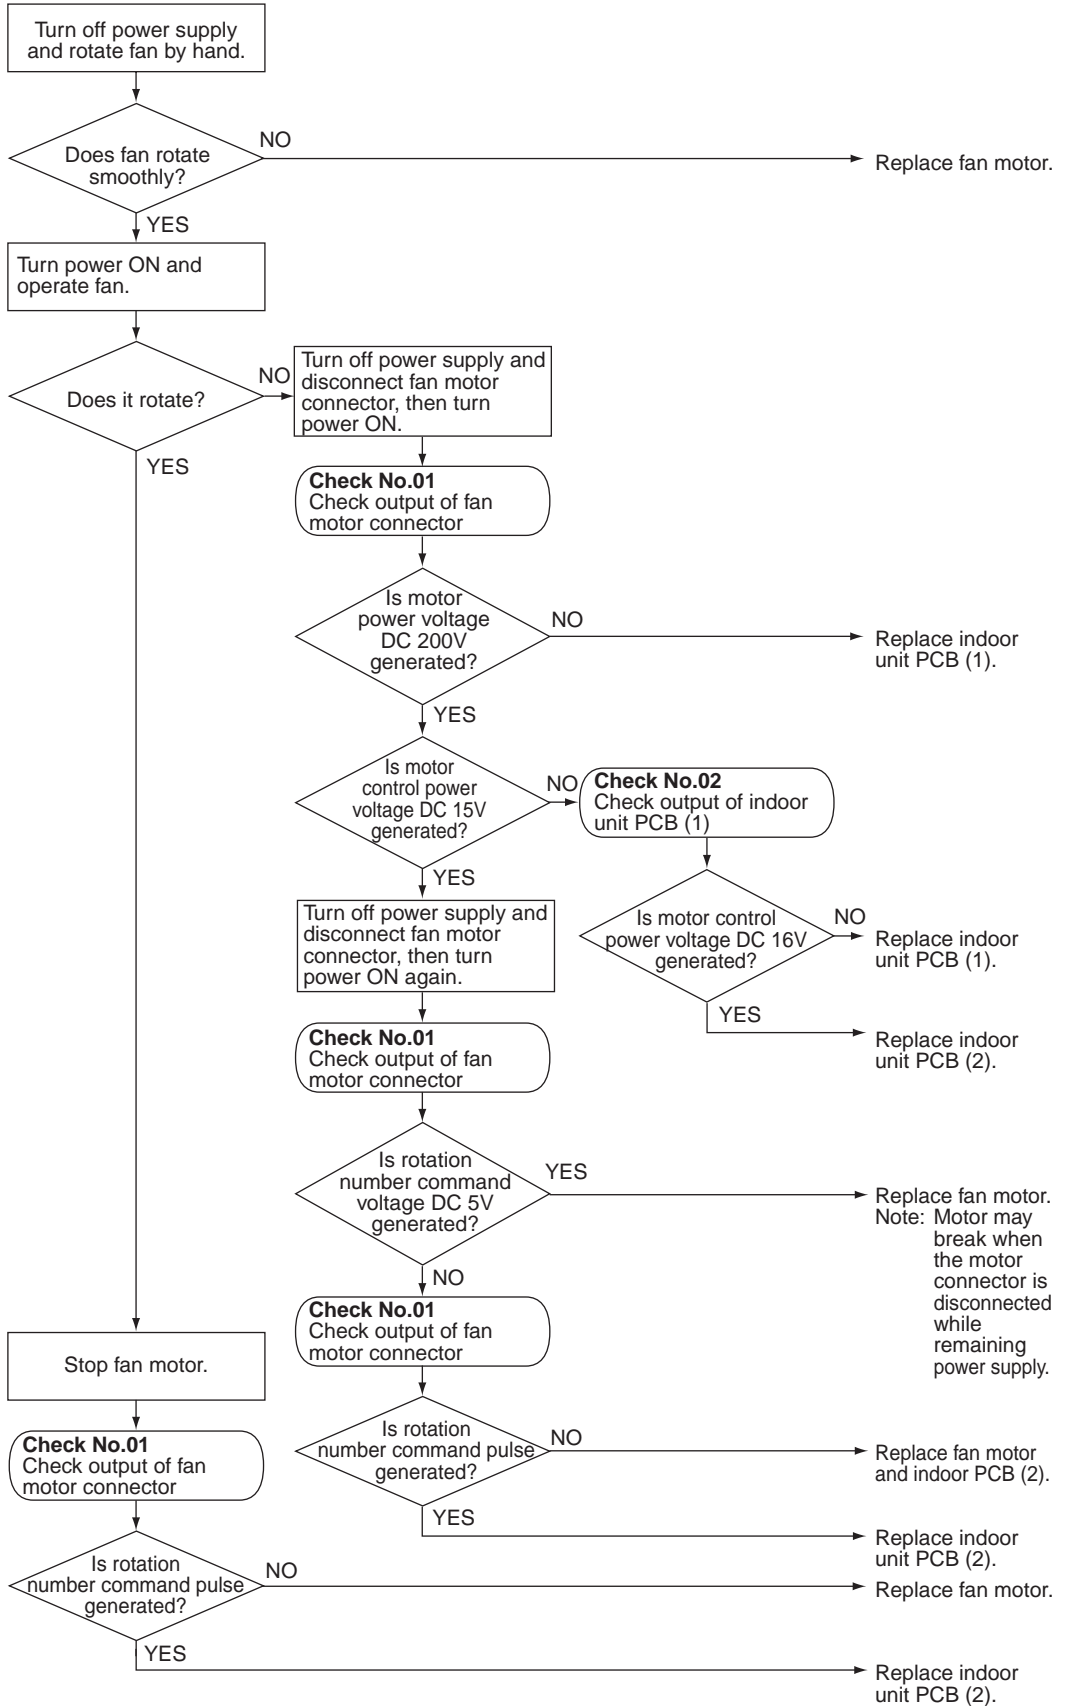 Turn off power supply
and rotate fan by hand.
Does fan rotate
smoothly?
NO
Replace fan motor.
YES
Turn power ON and
operate fan.
Does it rotate?
NO
Turn off power supply and
disconnect fan motor
connector, then turn
power ON.
YES
Check No.01
Check output of fan
motor connector
Is motor
power voltage
DC 200V
generated?
NO
Replace indoor
unit PCB (1).
YES
Is motor
control power
voltage DC 15V
generated?
NO
Check No.02
Check output of indoor
unit PCB (1)
YES
Is motor control
power voltage DC 16V
generated?
NO
Replace indoor
unit PCB (1).
YES
Replace indoor
unit PCB (2).
Turn off power supply and
disconnect fan motor
connector, then turn
power ON again.
Check No.01
Check output of fan
motor connector
Is rotation
number command
voltage DC 5V
generated?
YES
Replace fan motor.
Note: Motor may
break when
the motor
connector is
disconnected
while
remaining
power supply.
NO
Check No.01
Check output of fan
motor connector
Is rotation
number command pulse
generated?
NO
Replace fan motor
and indoor PCB (2).
YES
Replace indoor
unit PCB (2).
Stop fan motor.
Check No.01
Check output of fan
motor connector
Is rotation
number command pulse
generated?
NO
Replace fan motor.
YES
Replace indoor
unit PCB (2).